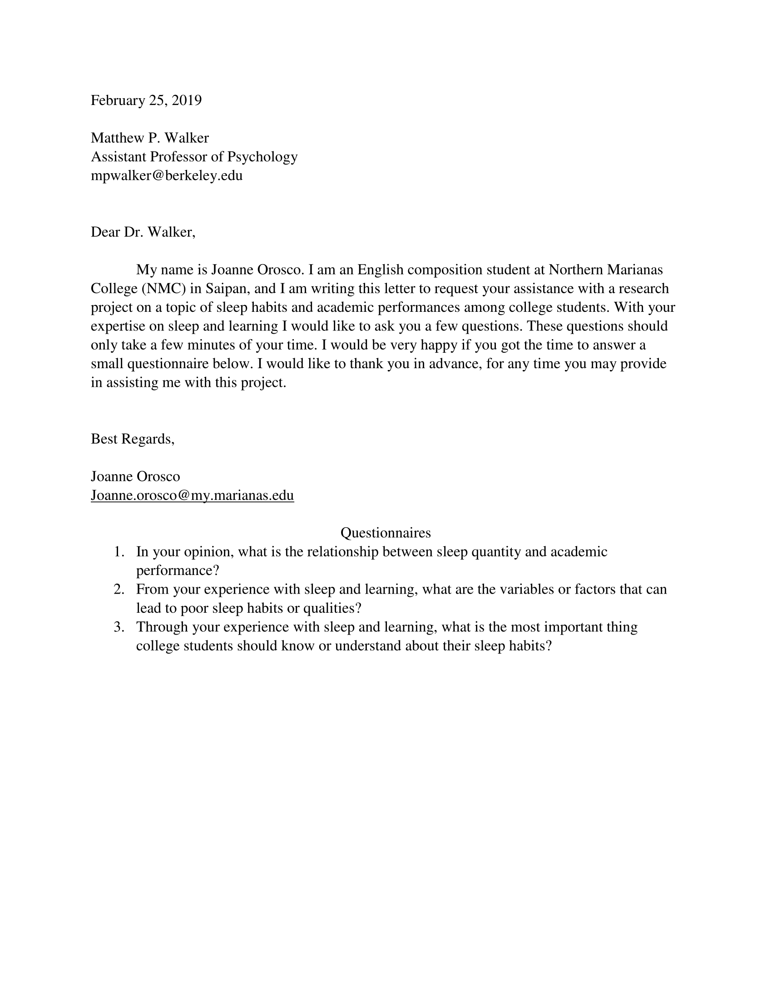 February 25, 2019
Matthew P. Walker
Assistant Professor of Psychology
mpwalker@berkeley.edu
Dear Dr. Walker,
My name is Joanne Orosco. I am an English composition student at Northern Marianas
College (NMC) in Saipan, and I am writing this letter to request your assistance with a research
project on a topic of sleep habits and academic performances among college students. With your
expertise on sleep and learning I would like to ask you a few questions. These questions should
only take a few minutes of your time. I would be very happy if you got the time to answer a
small questionnaire below. I would like to thank you in advance, for any time you may provide
in assisting me with this project.
Best Regards,
Joanne Orosco
Joanne.orosco@my.marianas.edu
Questionnaires
1. In your opinion, what is the relationship between sleep quantity and academic
performance?
2. From your experience with sleep and learning, what are the variables or factors that can
lead to poor sleep habits or qualities?
3. Through your experience with sleep and learning, what is the most important thing
college students should know or understand about their sleep habits?